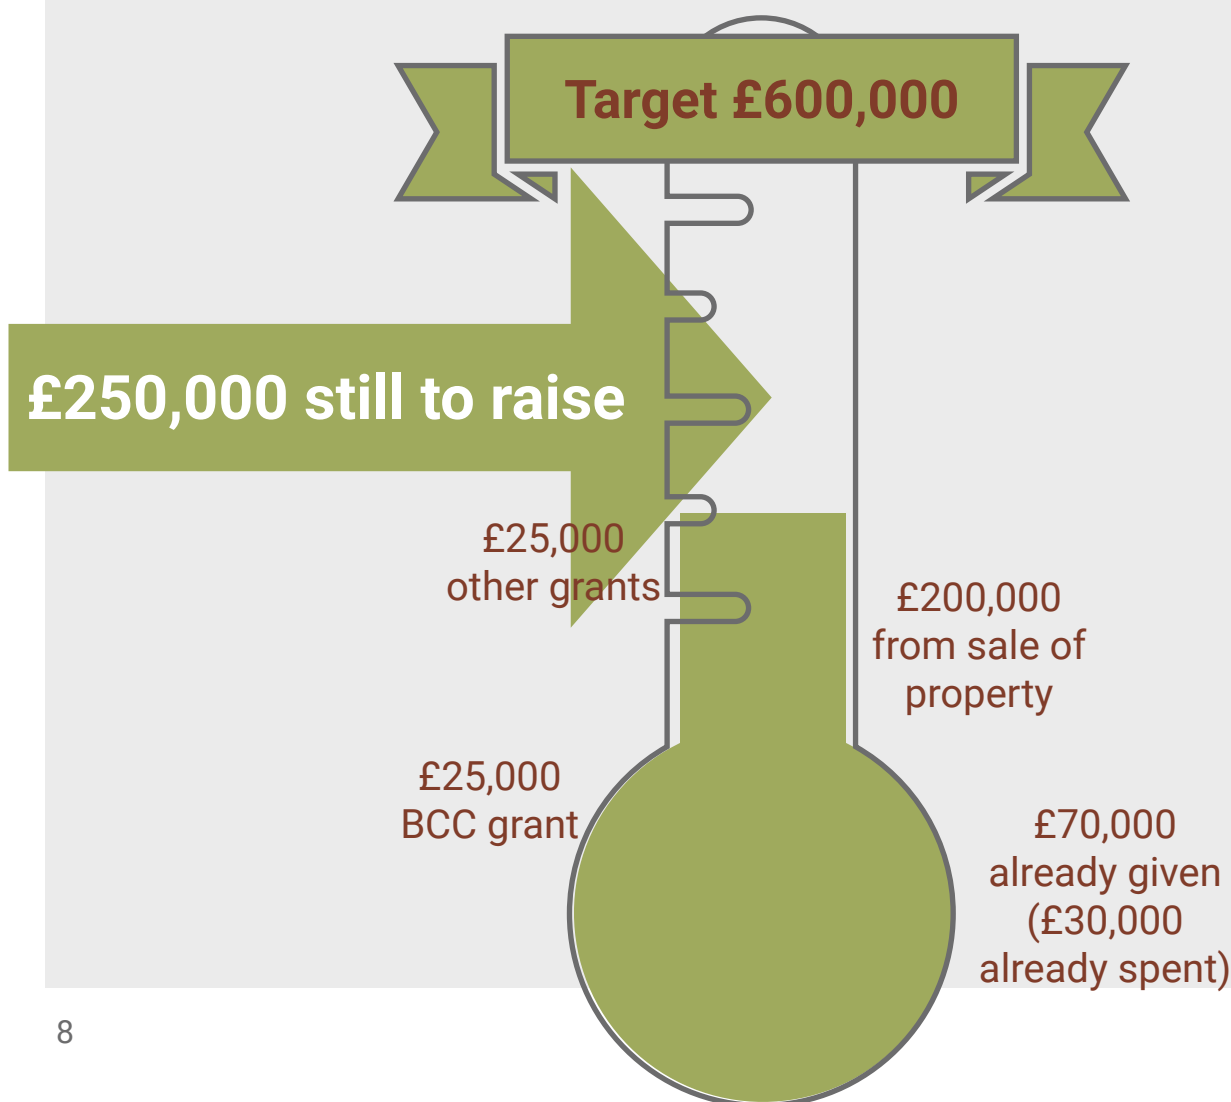 Target £600,000
£250,000 still to raise
£25,000
other grants
£200,000
from sale of
property
£25,000
BCC grant
£70,000
already given
(£30,000
already spent)
8